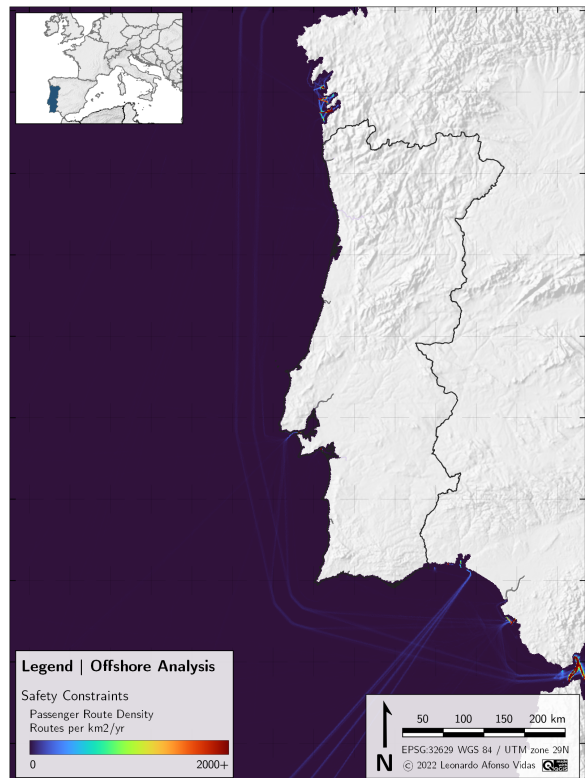 Legend | Offshore Analysis
Safety Constraints
Passenger Route Density
Routes per km2/yr
0 2000+
50 100 150 200 km
N
EPSG:32629 WGS 84 / UTM zone 29N
© 2022 Leonardo Afonso Vidas